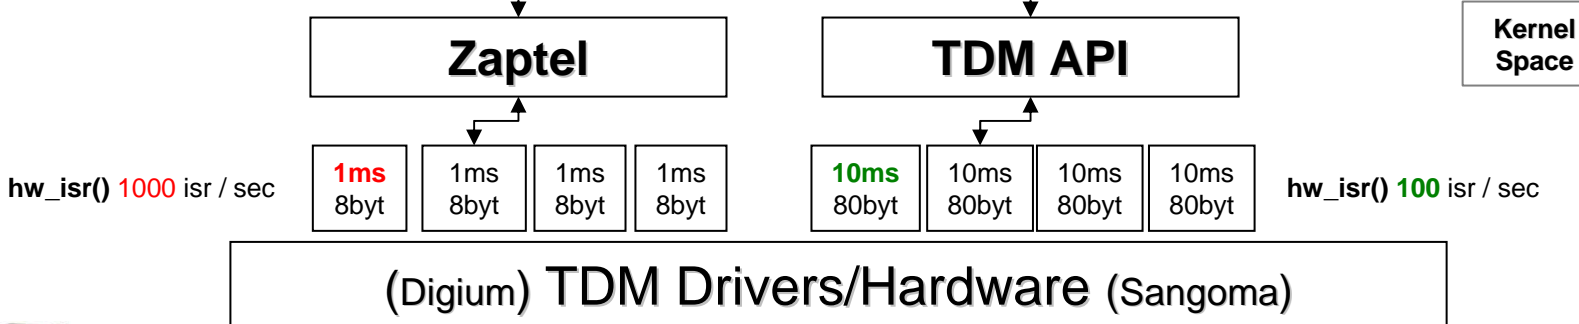 Zaptel
TDM API
Kernel
Space
hw_isr() 1000 isr / sec
1ms
8byt
1ms
8byt
1ms
8byt
1ms
8byt
10ms
80byt
10ms
80byt
10ms
80byt
10ms
80byt
hw_isr() 100 isr / sec
(Digium) TDM Drivers/Hardware (Sangoma)